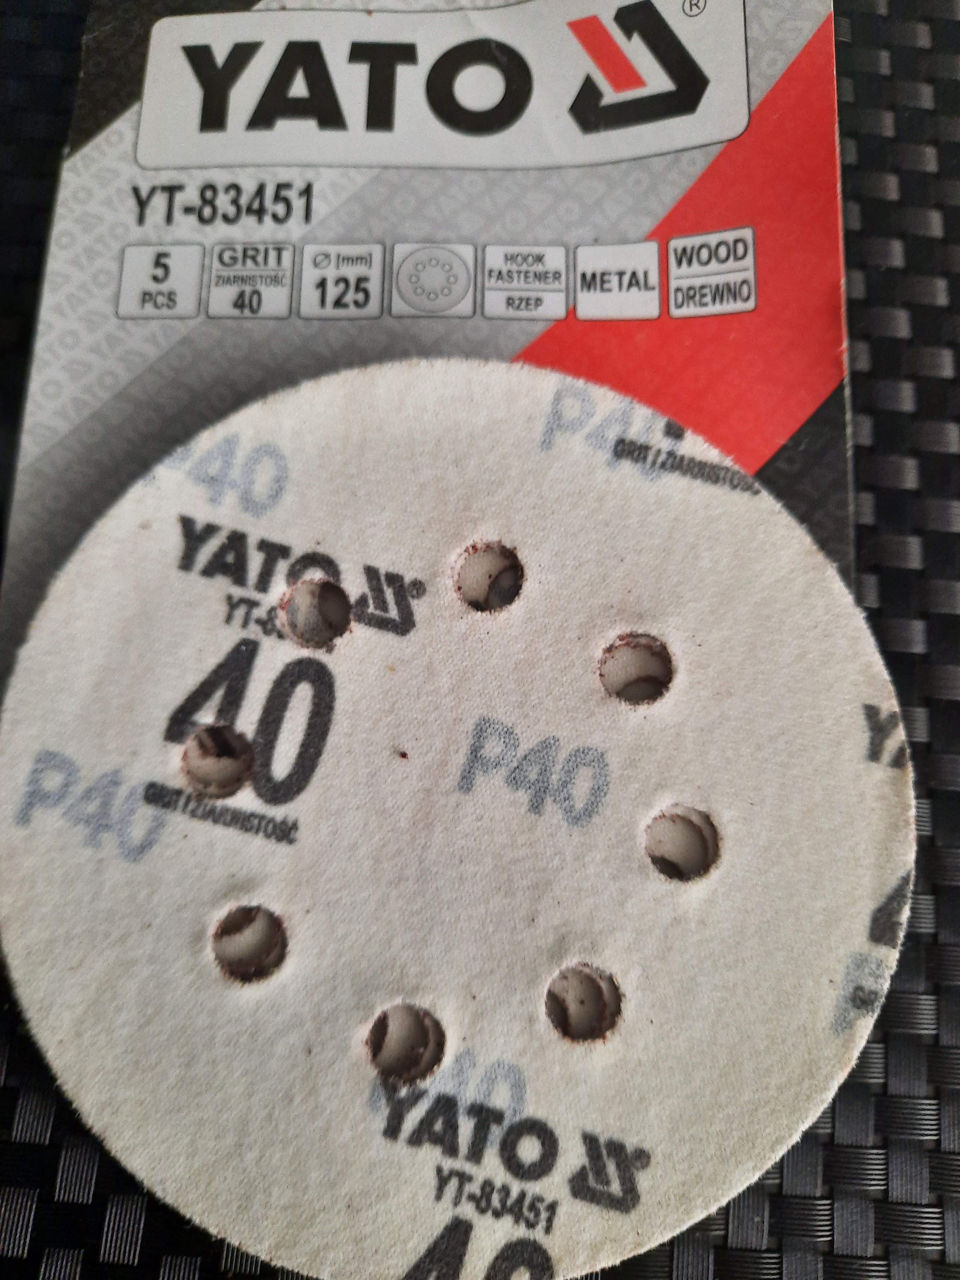 YATO ®
YT-83451
5
PCS
GRIT
ZIARNISTOŚĆ
40
Ø [mm]
125
HOOK
FASTENER
RZEP
METAL
WOOD
DREWNO
P40
P40
GRIT / ZIARNISTOŚĆ
YATO
40
P40
P40
GRIT / ZIARNISTOŚĆ
YATO
YT-83451
40